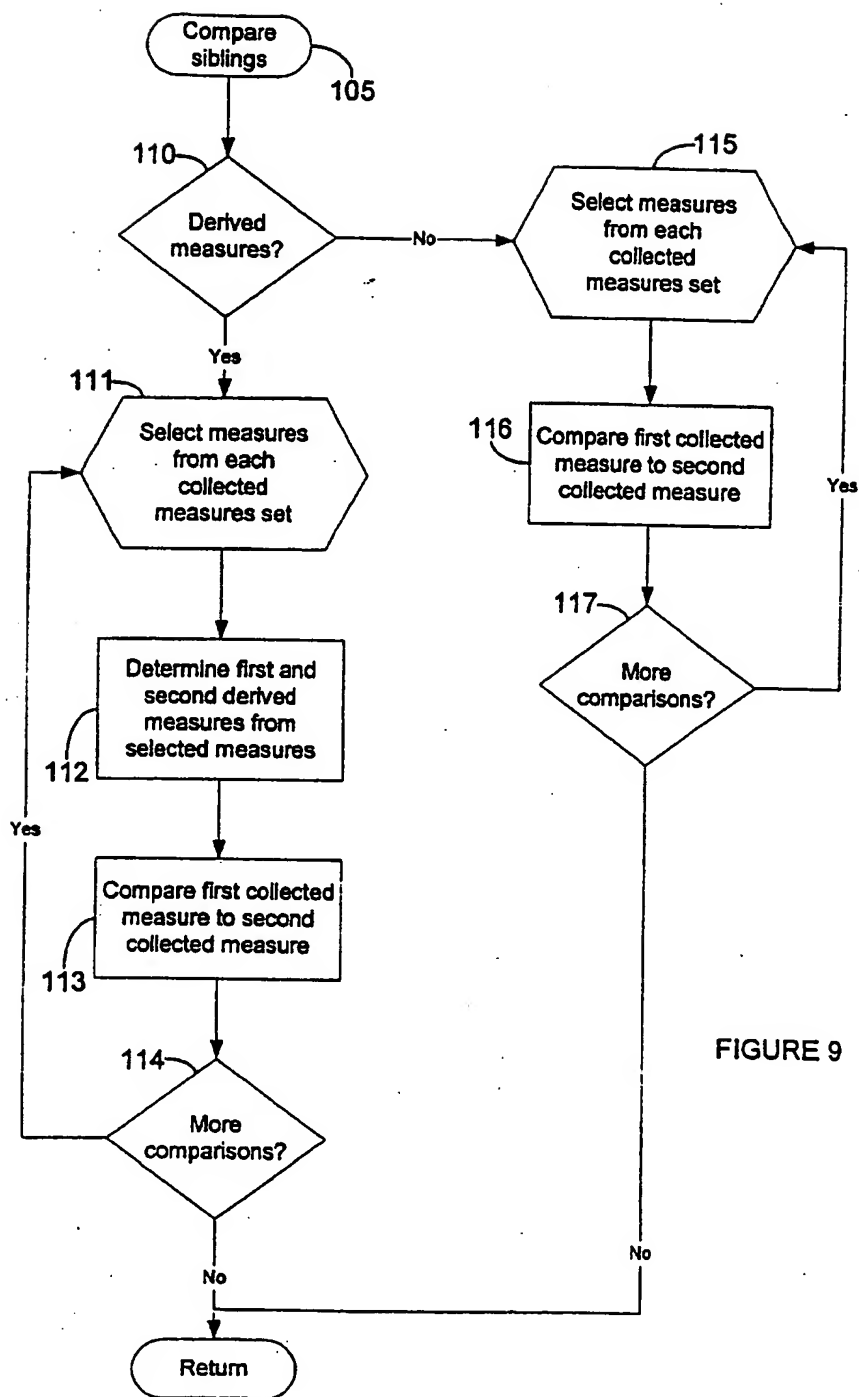 Compare
siblings
105
110
Derived
measures?
No
Yes
115
Select measures
from each
collected
measures set
111
Select measures
from each
collected
measures set
116
Compare first collected
measure to second
collected measure
Yes
117
More
comparisons?
Determine first and
second derived
measures from
selected measures
112
Yes
Compare first collected
measure to second
collected measure
113
114
More
comparisons?
FIGURE 9
No
No
Return